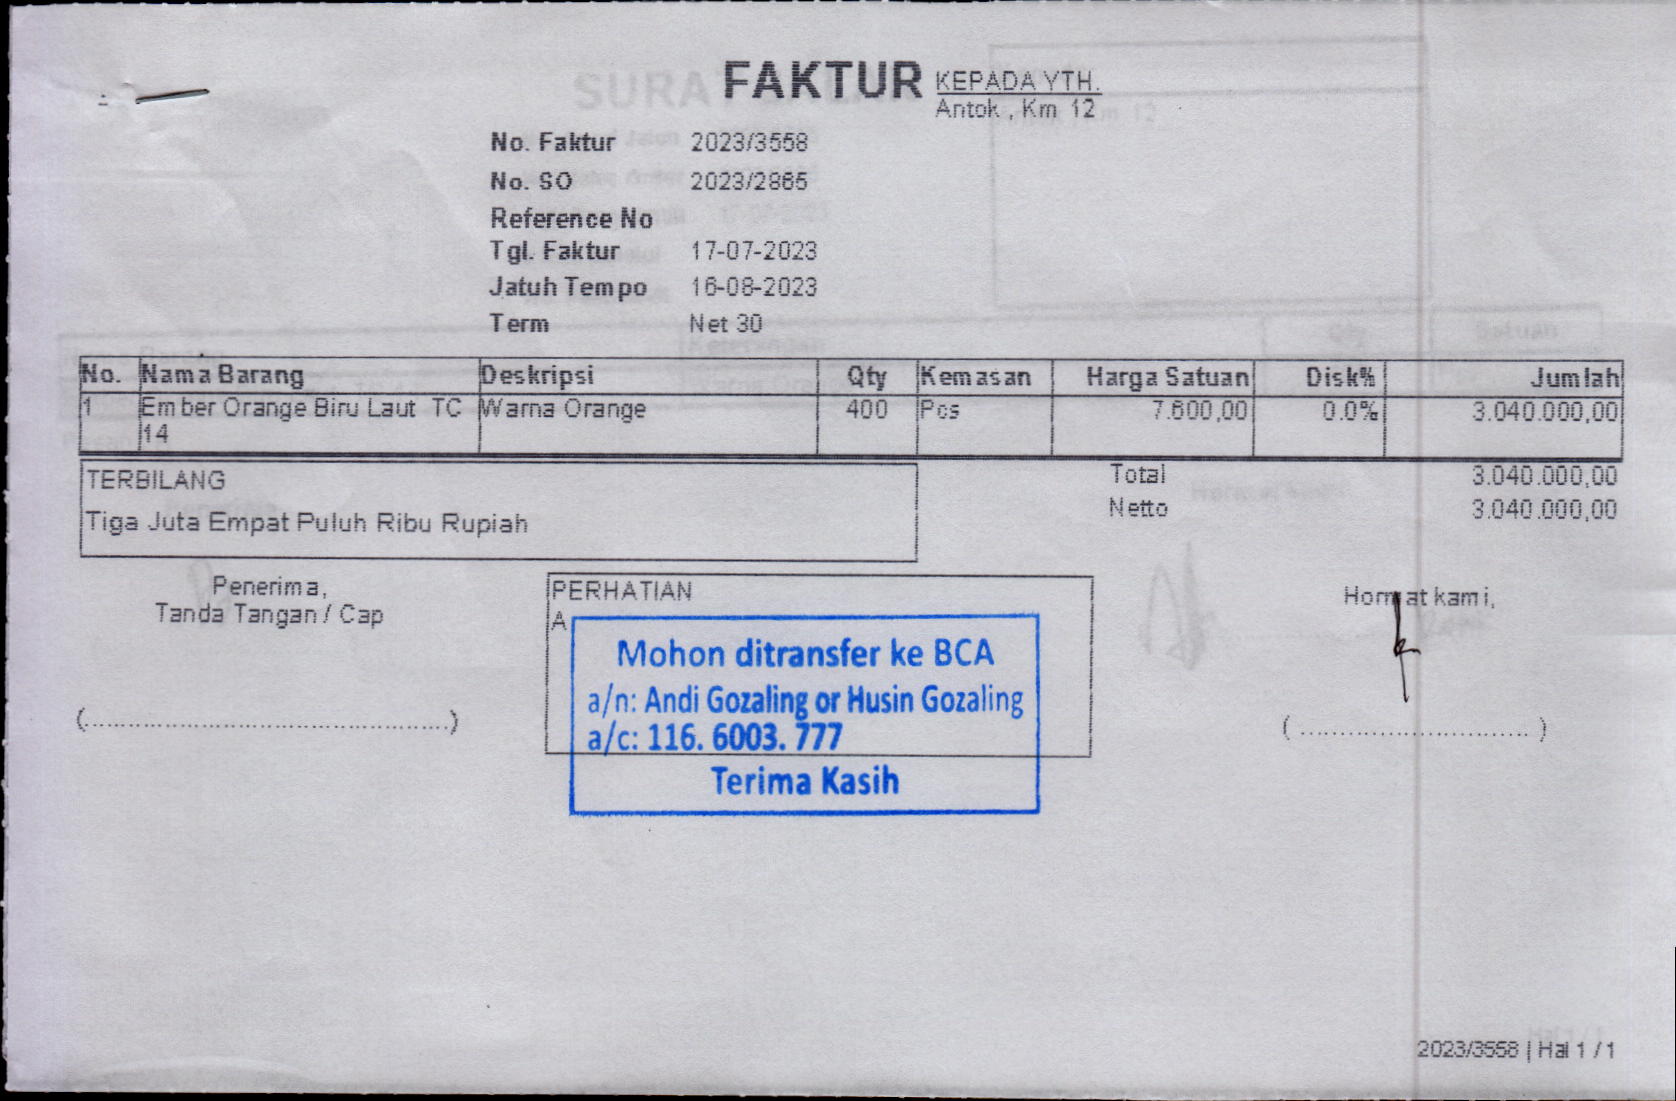 FAKTUR
KEPADA YTH.
Antok , Km 12
No. Faktur 2023/3558
No. SO 2023/2865
Reference No
Tgl. Faktur 17-07-2023
Jatuh Tempo 16-08-2023
Term Net 30
No. Nama Barang Deskripsi Qty Kemasan Harga Satuan Disk% Jumlah
1 Ember Orange Biru Laut TC Warna Orange 400 Pcs 7.600,00 0.0% 3.040.000,00
14
TERBILANG
Tiga Juta Empat Puluh Ribu Rupiah
Total 3.040.000,00
Netto 3.040.000,00
Penerima,
Tanda Tangan / Cap
(................................................)
PERHATIAN
A
Mohon ditransfer ke BCA
a/n: Andi Gozaling or Husin Gozaling
a/c: 116. 6003. 777
Terima Kasih
Hormat kami,
(..............................)
2023/3558 | Hal 1 / 1